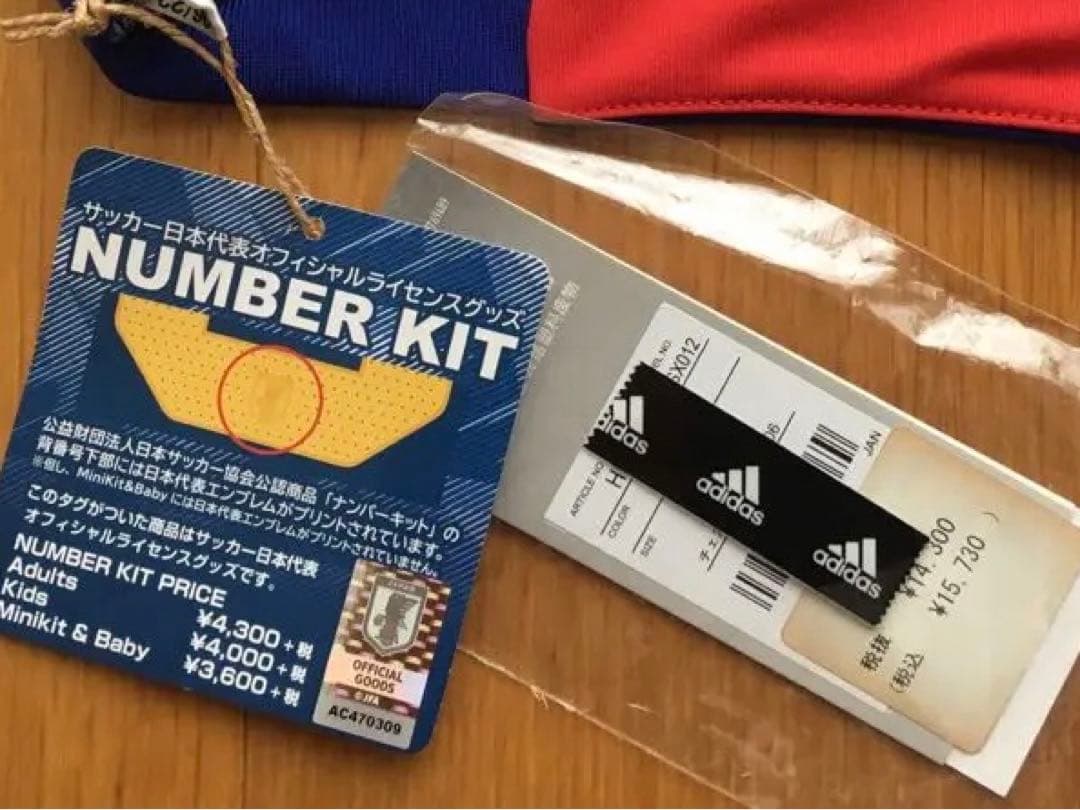 サッカー日本代表オフィシャルライセンスグッズ
NUMBER KIT
公益財団法人日本サッカー協会公認商品「ナンバーキット」の
背番号下部には日本代表エンブレムがプリントされています。
※但し、MiniKit&Babyには日本代表エンブレムがプリントされていません。
このタグがついた商品はサッカー日本代表
オフィシャルライセンスグッズです。
NUMBER KIT PRICE
Adults ¥4,300+税
Kids ¥4,000+税
Minikit & Baby ¥3,600+税
OFFICIAL
GOODS
©JFA
AC470309
SX012
ARTICLE NO
H
COLOR
SIZE
JAN
adidas
adidas
adidas
税抜 ¥14,300
(税込 ¥15,730 )